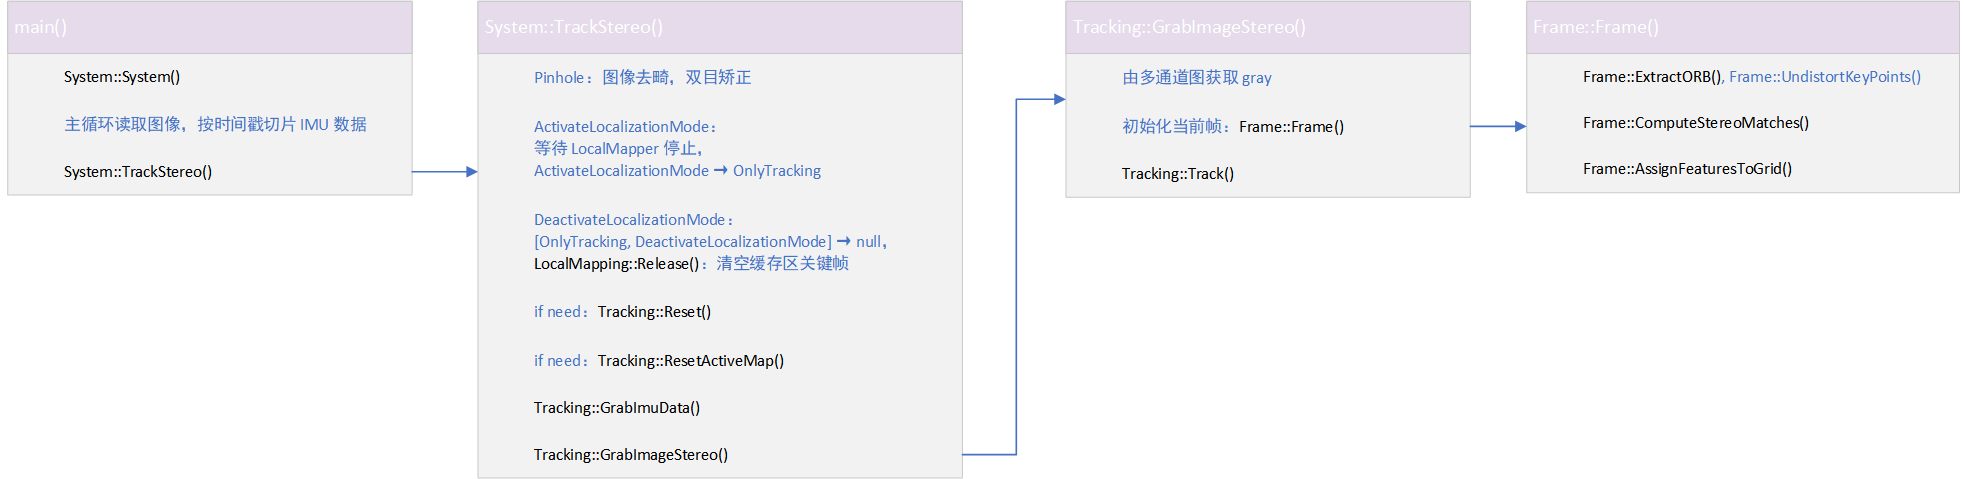 main()
System::System()
主循环读取图像，按时间戳切片 IMU 数据
System::TrackStereo()
System::TrackStereo()
Pinhole：图像去畸，双目矫正
ActivateLocalizationMode：
等待 LocalMapper 停止，
ActivateLocalizationMode → OnlyTracking
DeactivateLocalizationMode：
[OnlyTracking, DeactivateLocalizationMode] → null，
LocalMapping::Release()：清空缓存区关键帧
if need：Tracking::Reset()
if need：Tracking::ResetActiveMap()
Tracking::GrabImuData()
Tracking::GrabImageStereo()
Tracking::GrabImageStereo()
由多通道图获取 gray
初始化当前帧：Frame::Frame()
Tracking::Track()
Frame::Frame()
Frame::ExtractORB(), Frame::UndistortKeyPoints()
Frame::ComputeStereoMatches()
Frame::AssignFeaturesToGrid()